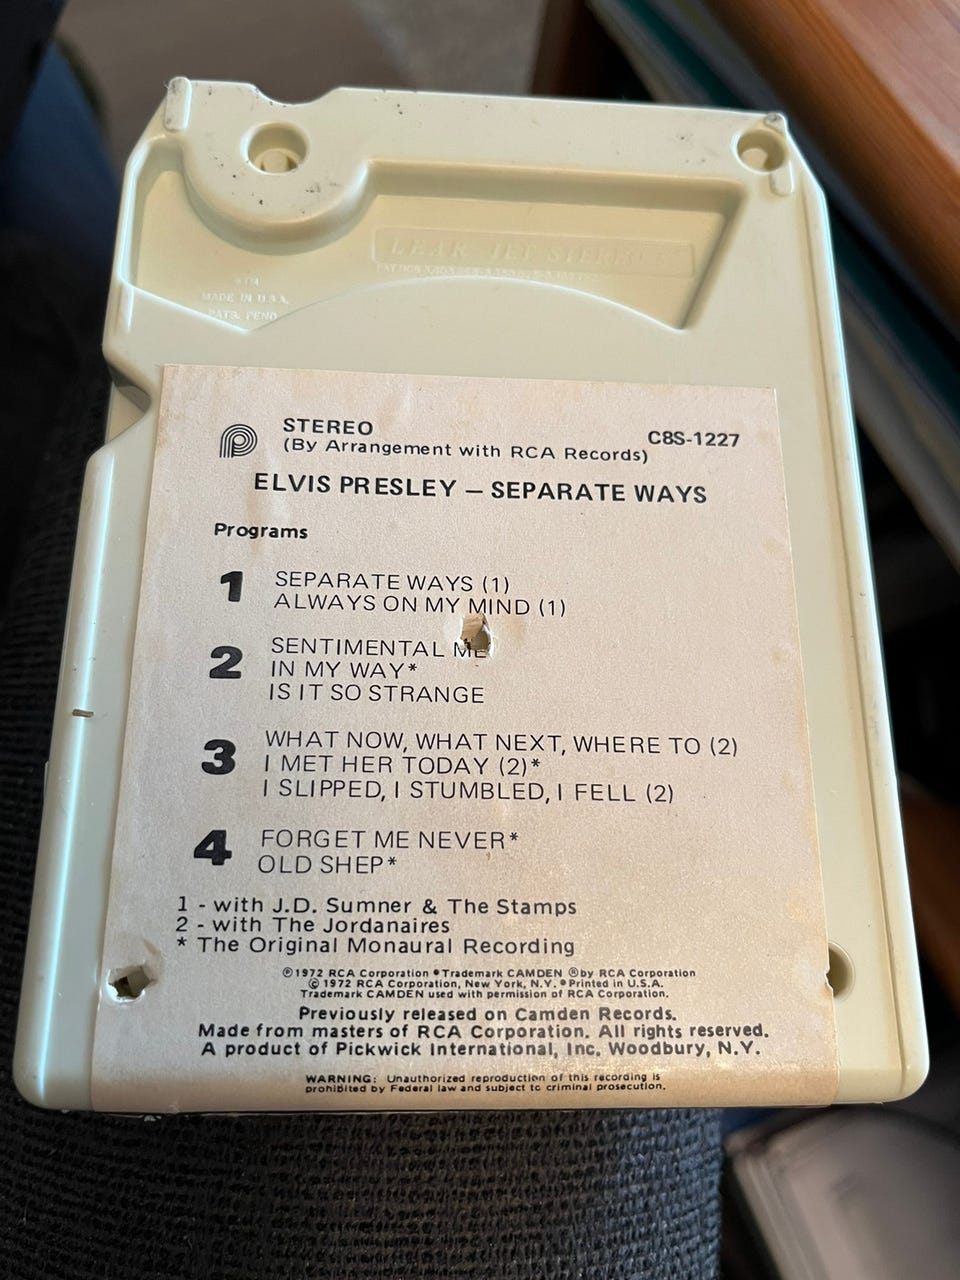 LEAR JET STEREO 8
MADE IN U.S.A.
PATS. PEND.
STEREO
(By Arrangement with RCA Records)
C8S-1227
ELVIS PRESLEY — SEPARATE WAYS
Programs
1 SEPARATE WAYS (1)
ALWAYS ON MY MIND (1)
2 SENTIMENTAL ME
IN MY WAY*
IS IT SO STRANGE
3 WHAT NOW, WHAT NEXT, WHERE TO (2)
I MET HER TODAY (2)*
I SLIPPED, I STUMBLED, I FELL (2)
4 FORGET ME NEVER*
OLD SHEP*
1 - with J.D. Sumner & The Stamps
2 - with The Jordanaires
* The Original Monaural Recording
℗1972 RCA Corporation ●Trademark CAMDEN ®by RCA Corporation
©1972 RCA Corporation, New York, N.Y. ●Printed in U.S.A.
Trademark CAMDEN used with permission of RCA Corporation.
Previously released on Camden Records.
Made from masters of RCA Corporation. All rights reserved.
A product of Pickwick International, Inc. Woodbury, N.Y.
WARNING: Unauthorized reproduction of this recording is
prohibited by Federal law and subject to criminal prosecution.